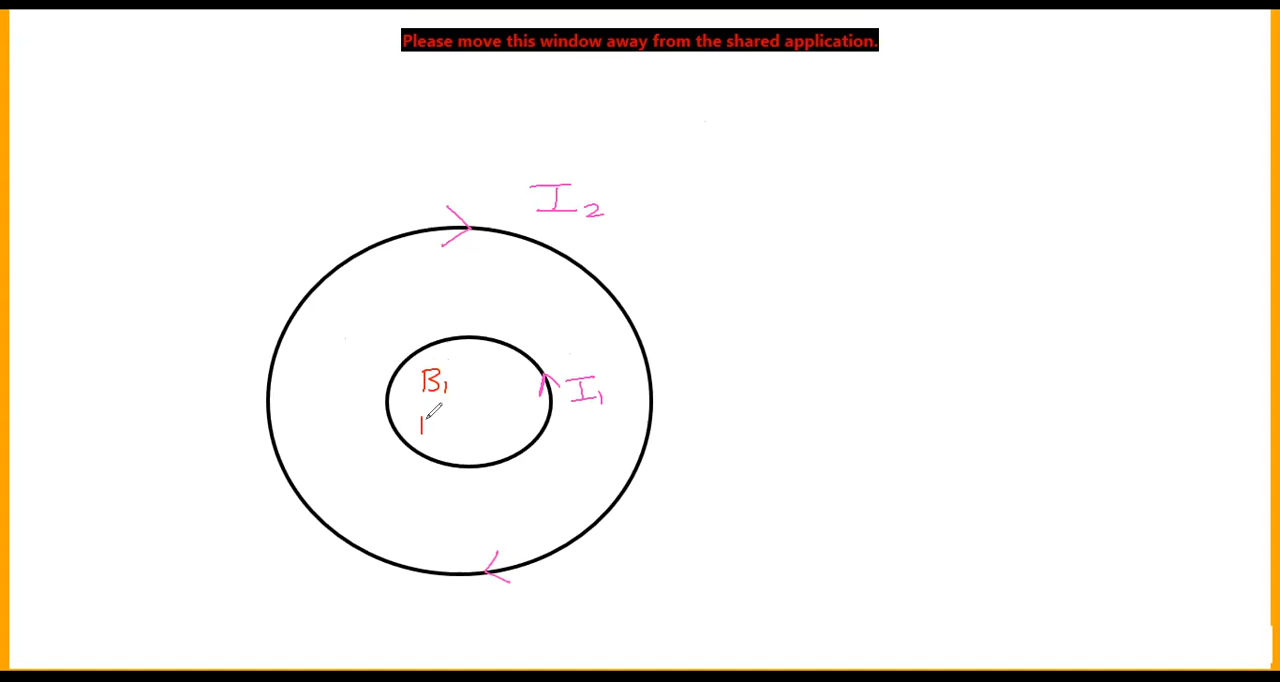 Please move this window away from the shared application.
I₂
B₁
I₁